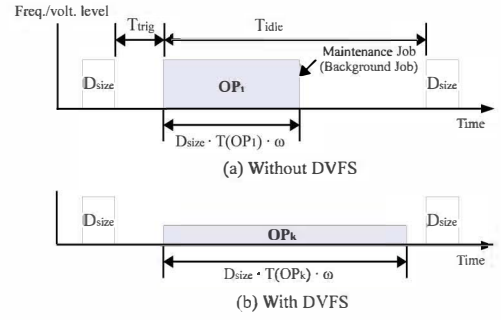 Freq./volt. level
Ttrig
Tidle
Maintenance Job
(Background Job)
Dsize
OP1
Dsize
Time
Dsize · T(OP1) · ω
(a) Without DVFS
Dsize
OPk
Dsize
Time
Dsize · T(OPk) · ω
(b) With DVFS